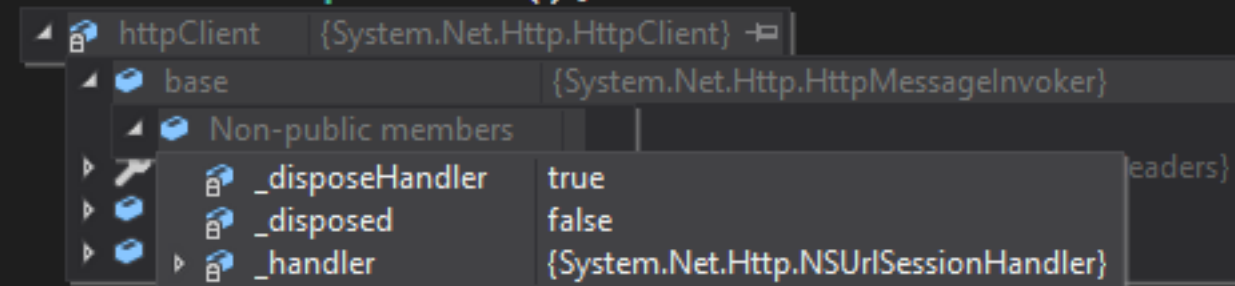 httpClient {System.Net.Http.HttpClient}
base {System.Net.Http.HttpMessageInvoker}
Non-public members
_disposeHandler true
eaders}
_disposed false
_handler {System.Net.Http.NSUrlSessionHandler}